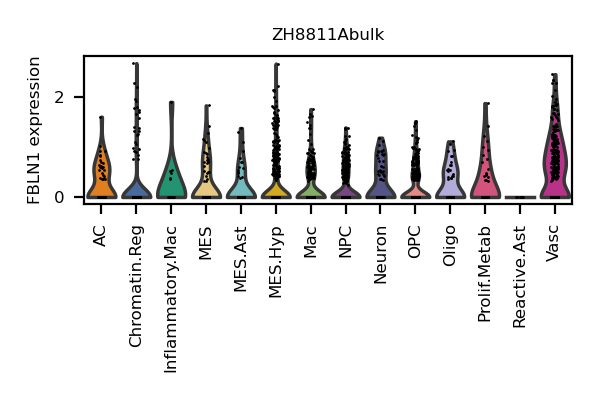 ZH8811Abulk
FBLN1 expression
2
0
AC
Chromatin.Reg
Inflammatory.Mac
MES
MES.Ast
MES.Hyp
Mac
NPC
Neuron
OPC
Oligo
Prolif.Metab
Reactive.Ast
Vasc